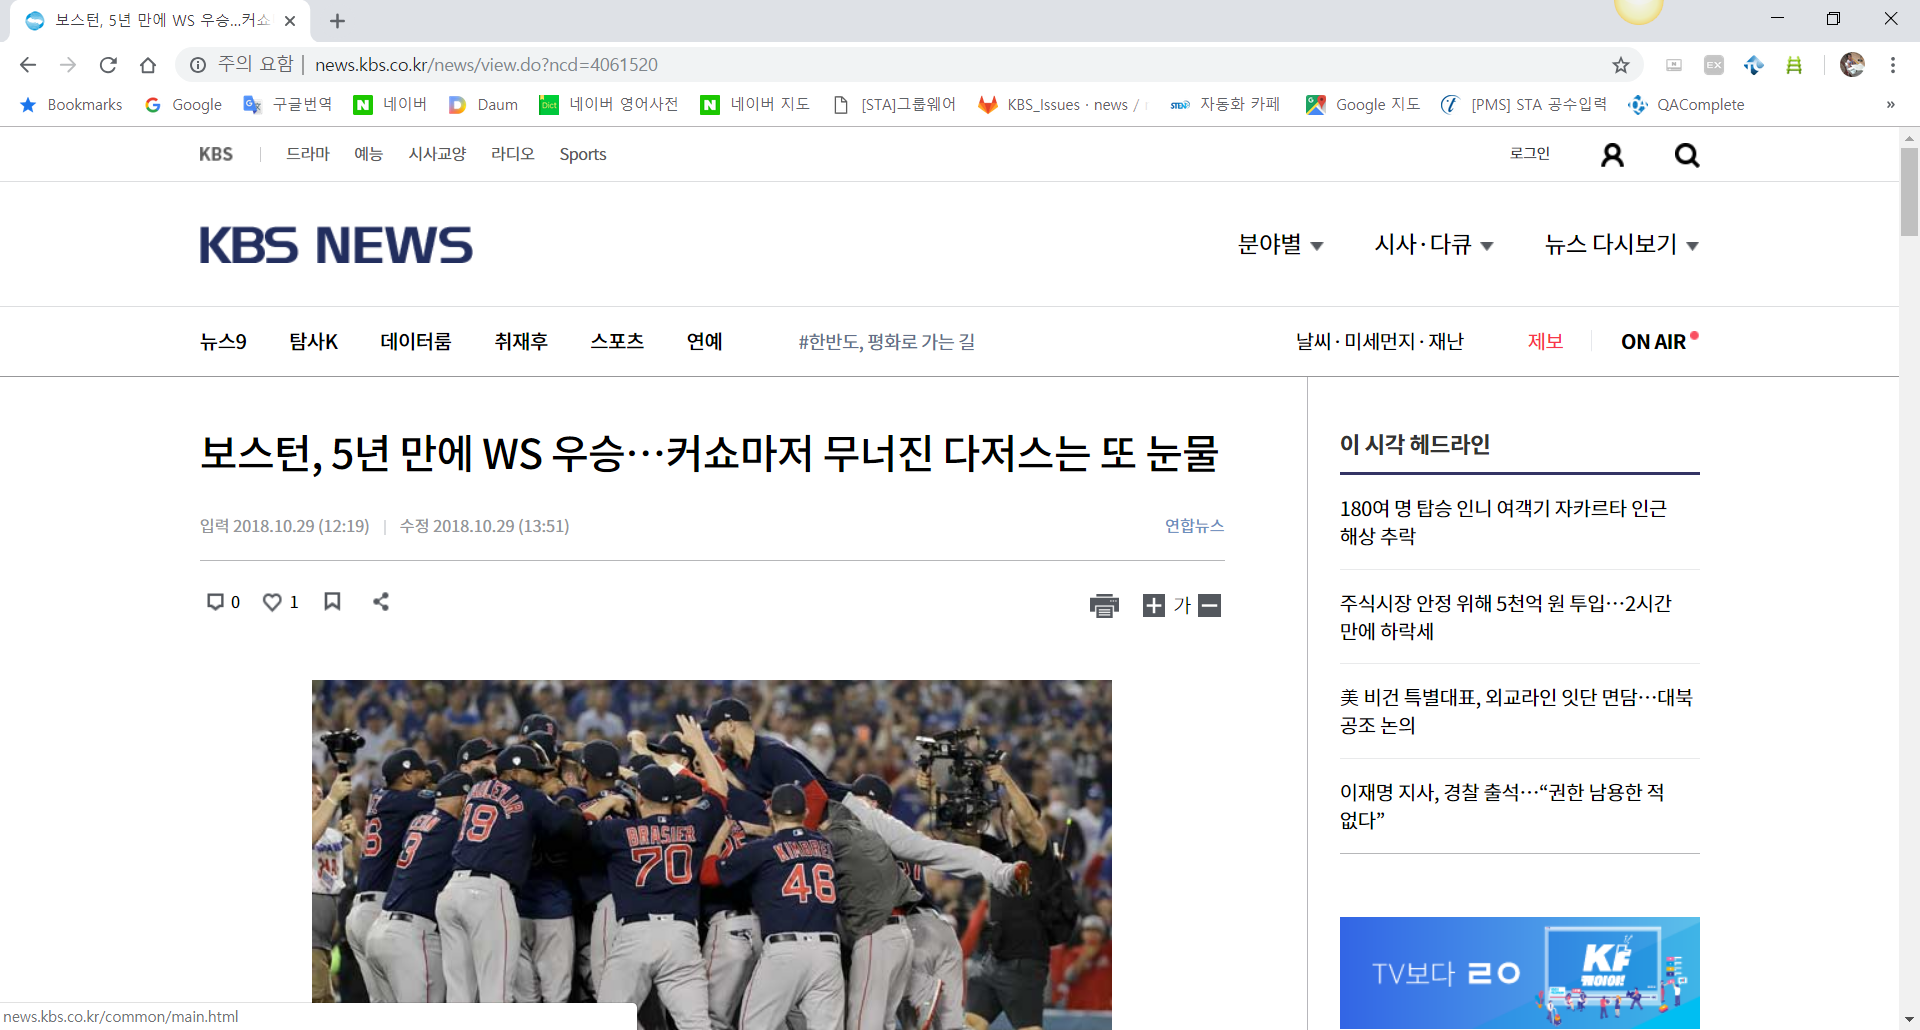 보스턴, 5년 만에 WS 우승...커쇼
주의 요함 | news.kbs.co.kr/news/view.do?ncd=4061520
Bookmarks Google 구글번역 네이버 Daum 네이버 영어사전 네이버 지도 [STA]그룹웨어 KBS_Issues · news / 자동화 카페 Google 지도 [PMS] STA 공수입력 QAComplete »
KBS 드라마 예능 시사교양 라디오 Sports 로그인
KBS NEWS 분야별 시사·다큐 뉴스 다시보기
뉴스9 탐사K 데이터룸 취재후 스포츠 연예 #한반도, 평화로 가는 길 날씨·미세먼지·재난 제보 ON AIR
보스턴, 5년 만에 WS 우승…커쇼마저 무너진 다저스는 또 눈물
입력 2018.10.29 (12:19) | 수정 2018.10.29 (13:51) 연합뉴스
0 1 가
BRASIER
70
46
19
3
이 시각 헤드라인
180여 명 탑승 인니 여객기 자카르타 인근
해상 추락
주식시장 안정 위해 5천억 원 투입…2시간
만에 하락세
美 비건 특별대표, 외교라인 잇단 면담…대북
공조 논의
이재명 지사, 경찰 출석…“권한 남용한 적
없다”
TV보다
news.kbs.co.kr/common/main.html